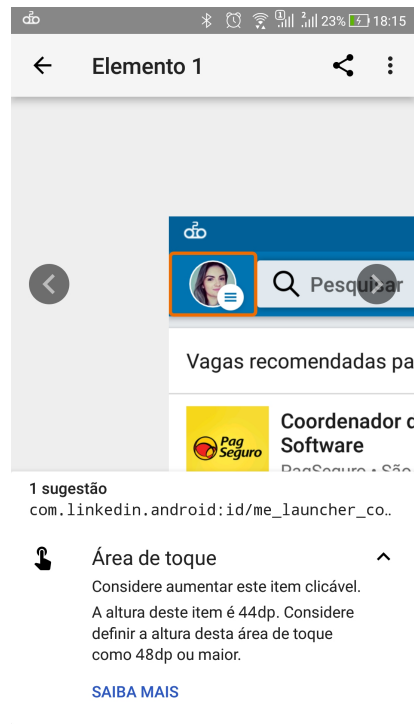 23% 18:15
Elemento 1
Pesquisar
Vagas recomendadas pa
Pag
Seguro
Coordenador d
Software
PagSeguro • São
1 sugestão
com.linkedin.android:id/me_launcher_co..
Área de toque
Considere aumentar este item clicável.
A altura deste item é 44dp. Considere
definir a altura desta área de toque
como 48dp ou maior.
SAIBA MAIS